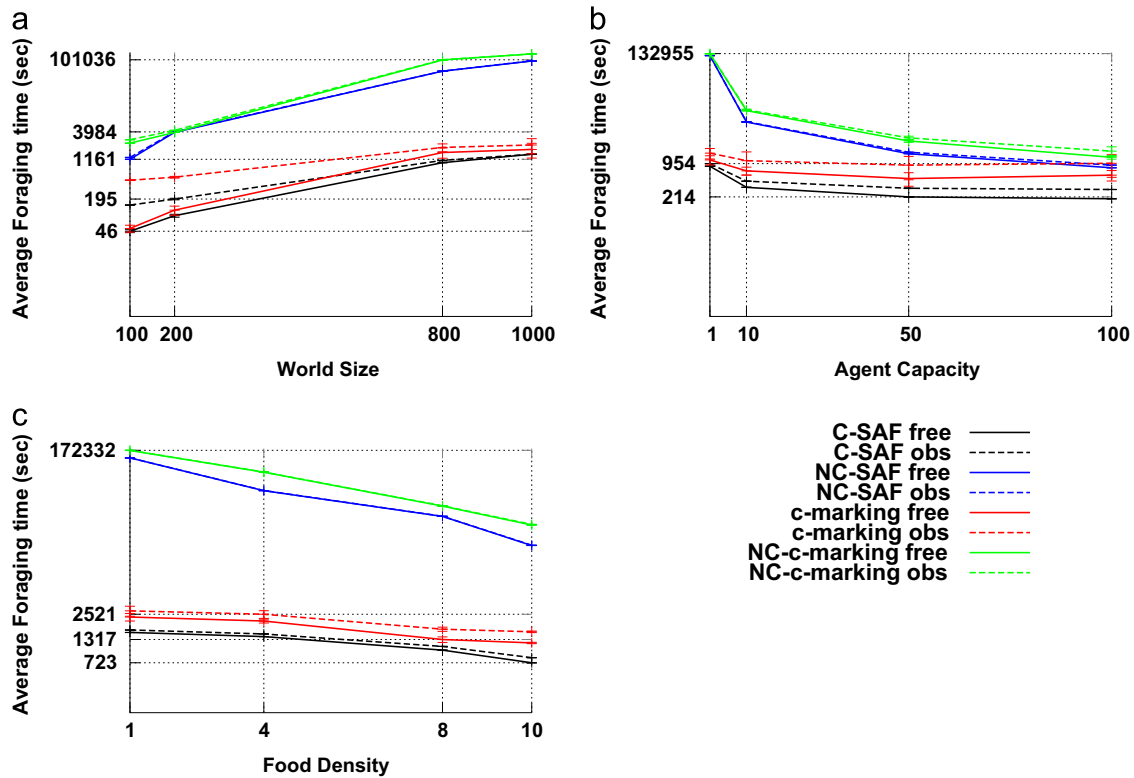 a
Average Foraging time (sec)
101036
3984
1161
195
46
100 200 800 1000
World Size
b
Average Foraging time (sec)
132955
954
214
1 10 50 100
Agent Capacity
c
Average Foraging time (sec)
172332
2521
1317
723
1 4 8 10
Food Density
C-SAF free
C-SAF obs
NC-SAF free
NC-SAF obs
c-marking free
c-marking obs
NC-c-marking free
NC-c-marking obs